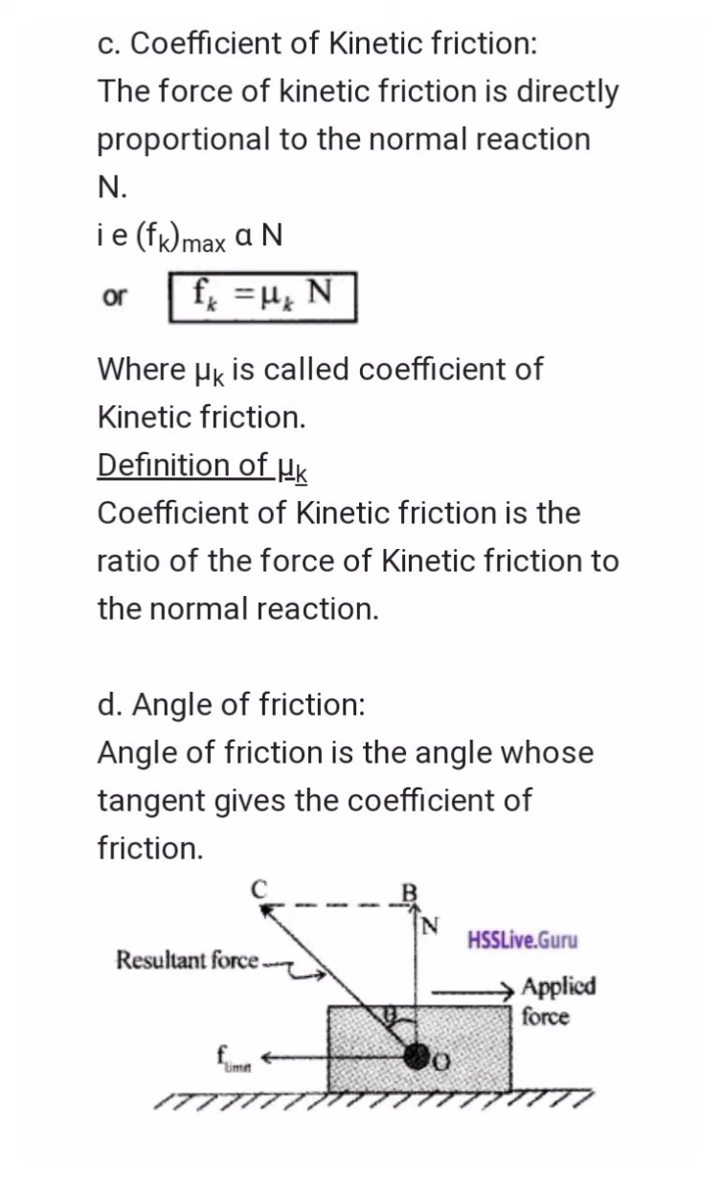 c. Coefficient of Kinetic friction:
The force of kinetic friction is directly
proportional to the normal reaction
N.
i e (fk)max α N
or fk =μk N
Where μk is called coefficient of
Kinetic friction.
Definition of μk
Coefficient of Kinetic friction is the
ratio of the force of Kinetic friction to
the normal reaction.
d. Angle of friction:
Angle of friction is the angle whose
tangent gives the coefficient of
friction.
C B
N
HSSLive.Guru
Resultant force
Applied
force
θ
flimit
O